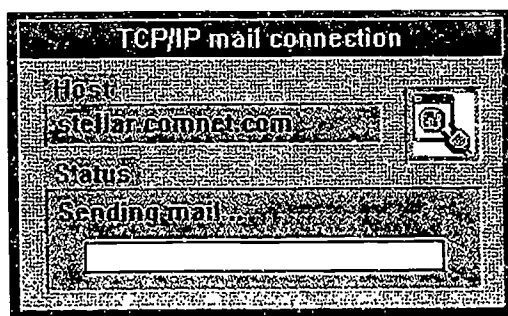 TCP/IP mail connection
Host
stellar.comnet.com
Status
Sending mail ...